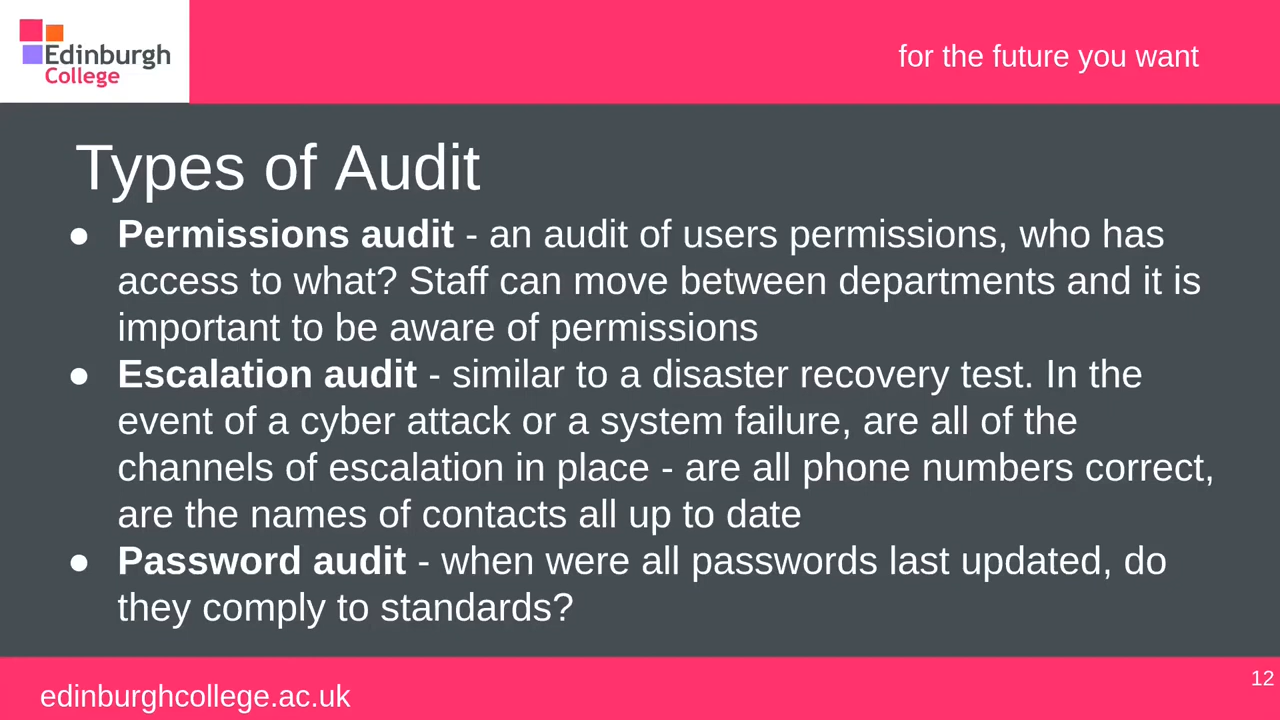 Edinburgh
College
for the future you want
Types of Audit
● Permissions audit - an audit of users permissions, who has
access to what? Staff can move between departments and it is
important to be aware of permissions
● Escalation audit - similar to a disaster recovery test. In the
event of a cyber attack or a system failure, are all of the
channels of escalation in place - are all phone numbers correct,
are the names of contacts all up to date
● Password audit - when were all passwords last updated, do
they comply to standards?
12
edinburghcollege.ac.uk